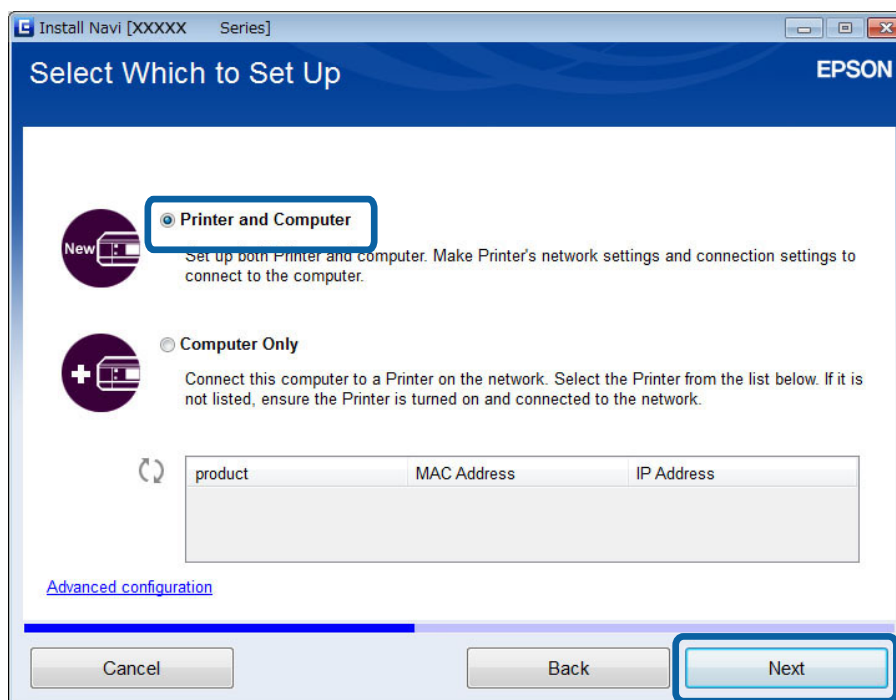 Install Navi [XXXXX Series]
Select Which to Set Up
EPSON
New
Printer and Computer
Set up both Printer and computer. Make Printer's network settings and connection settings to
connect to the computer.
Computer Only
Connect this computer to a Printer on the network. Select the Printer from the list below. If it is
not listed, ensure the Printer is turned on and connected to the network.
product MAC Address IP Address
Advanced configuration
Cancel Back Next